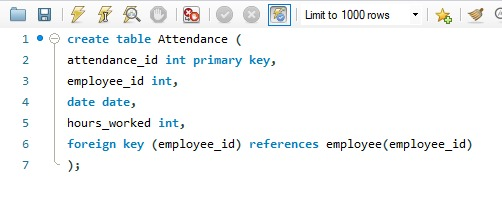 Limit to 1000 rows
1 create table Attendance (
2 attendance_id int primary key,
3 employee_id int,
4 date date,
5 hours_worked int,
6 foreign key (employee_id) references employee(employee_id)
7 );